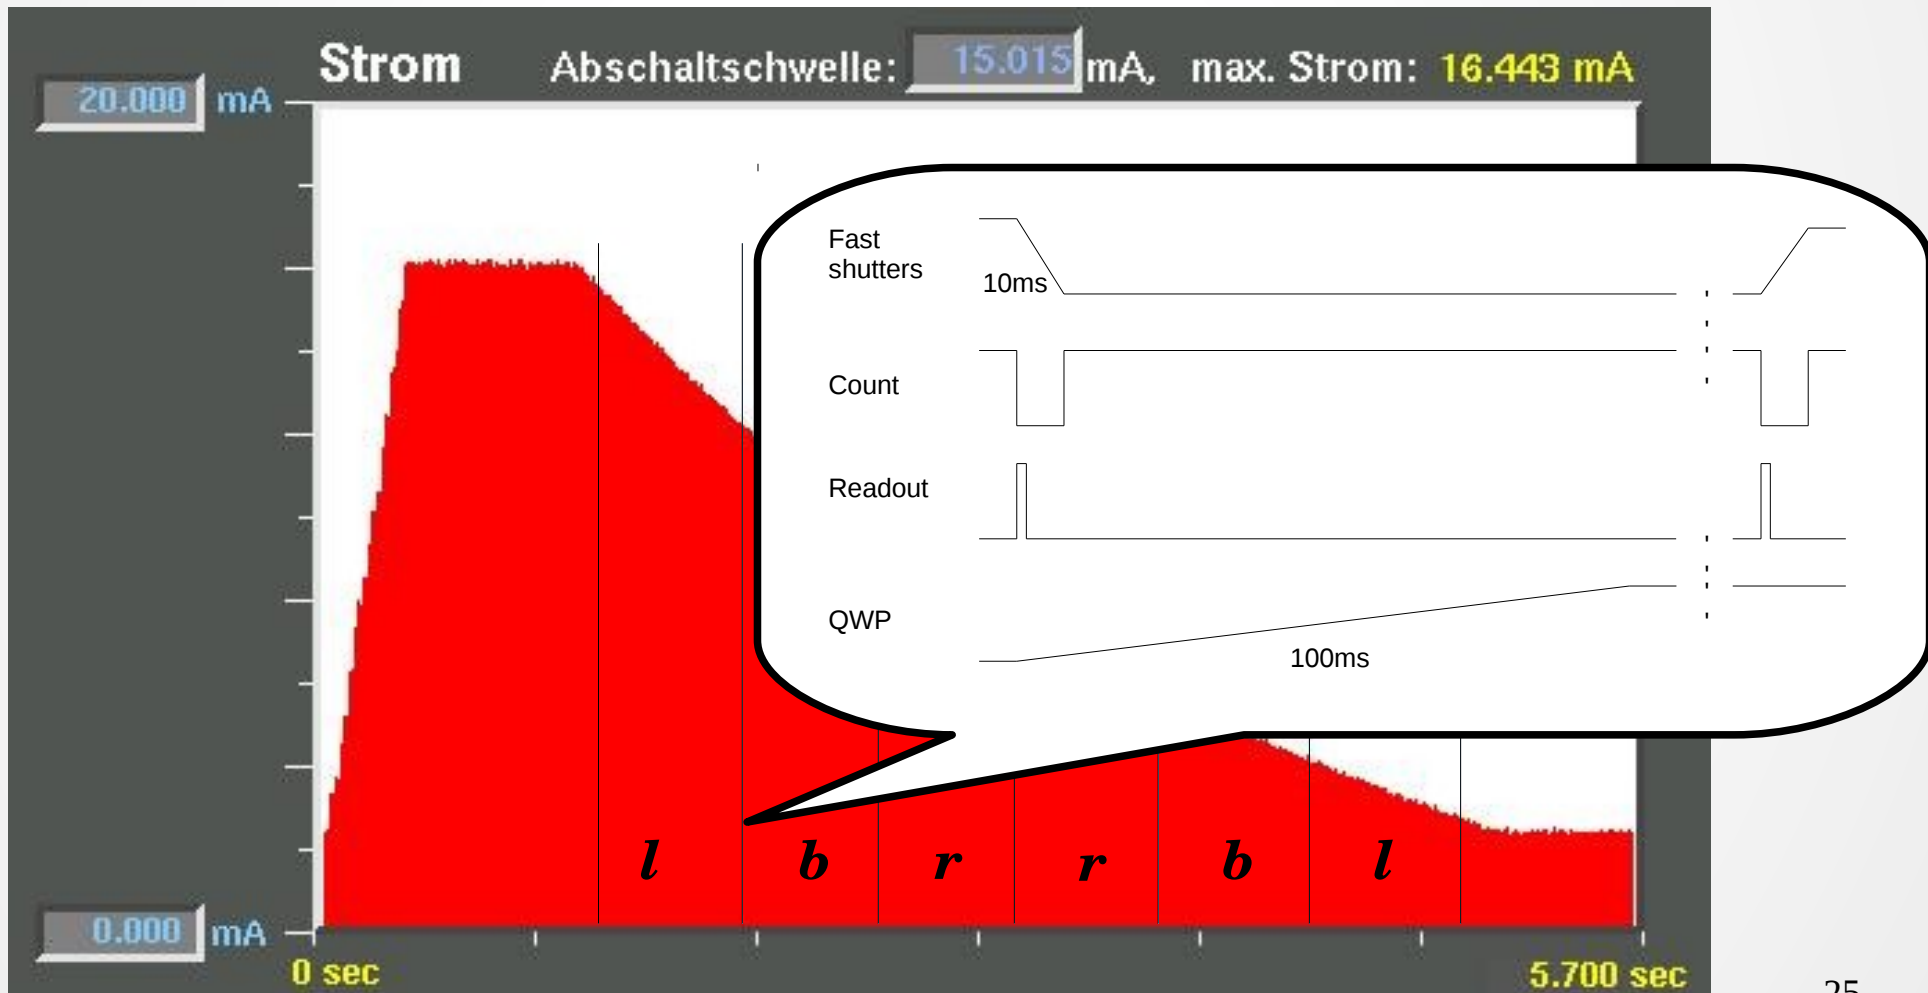 Strom Abschaltschwelle: 15.015 mA, max. Strom: 16.443 mA
20.000 mA
Fast
shutters
10ms
Count
Readout
QWP
100ms
l b r r b l
0.000 mA
0 sec 5.700 sec
25